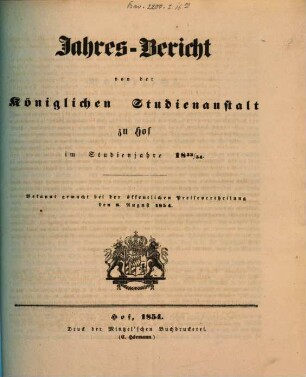 Jahres-Bericht
von der
Königlichen Studienanstalt
zu Hof
im Studienjahre 18⁵³/₅₄.
Bekannt gemacht bei der öffentlichen Preisevertheilung
den 8. August 1854.
Hof, 1854.
Druck der Mintzel'schen Buchdruckerei.
(C. Hörmann.)